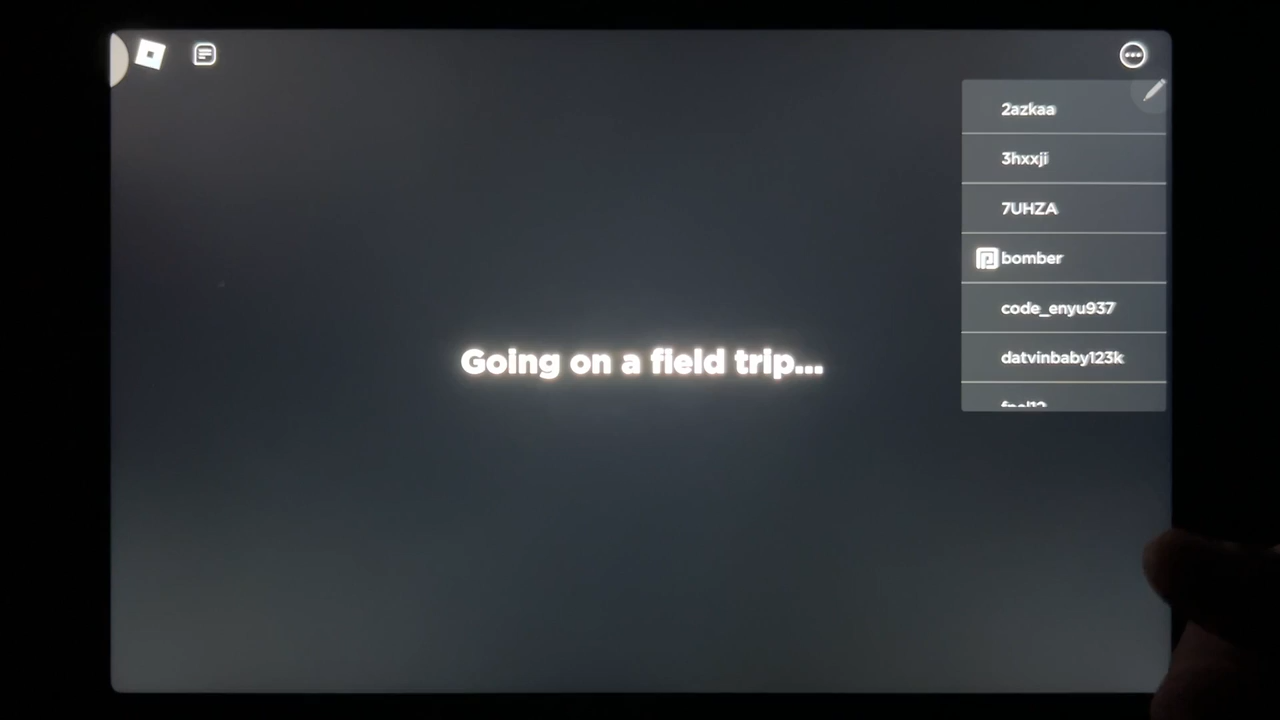 2azkaa
3hxxji
7UHZA
bomber
code_enyu937
datvinbaby123k
Going on a field trip...